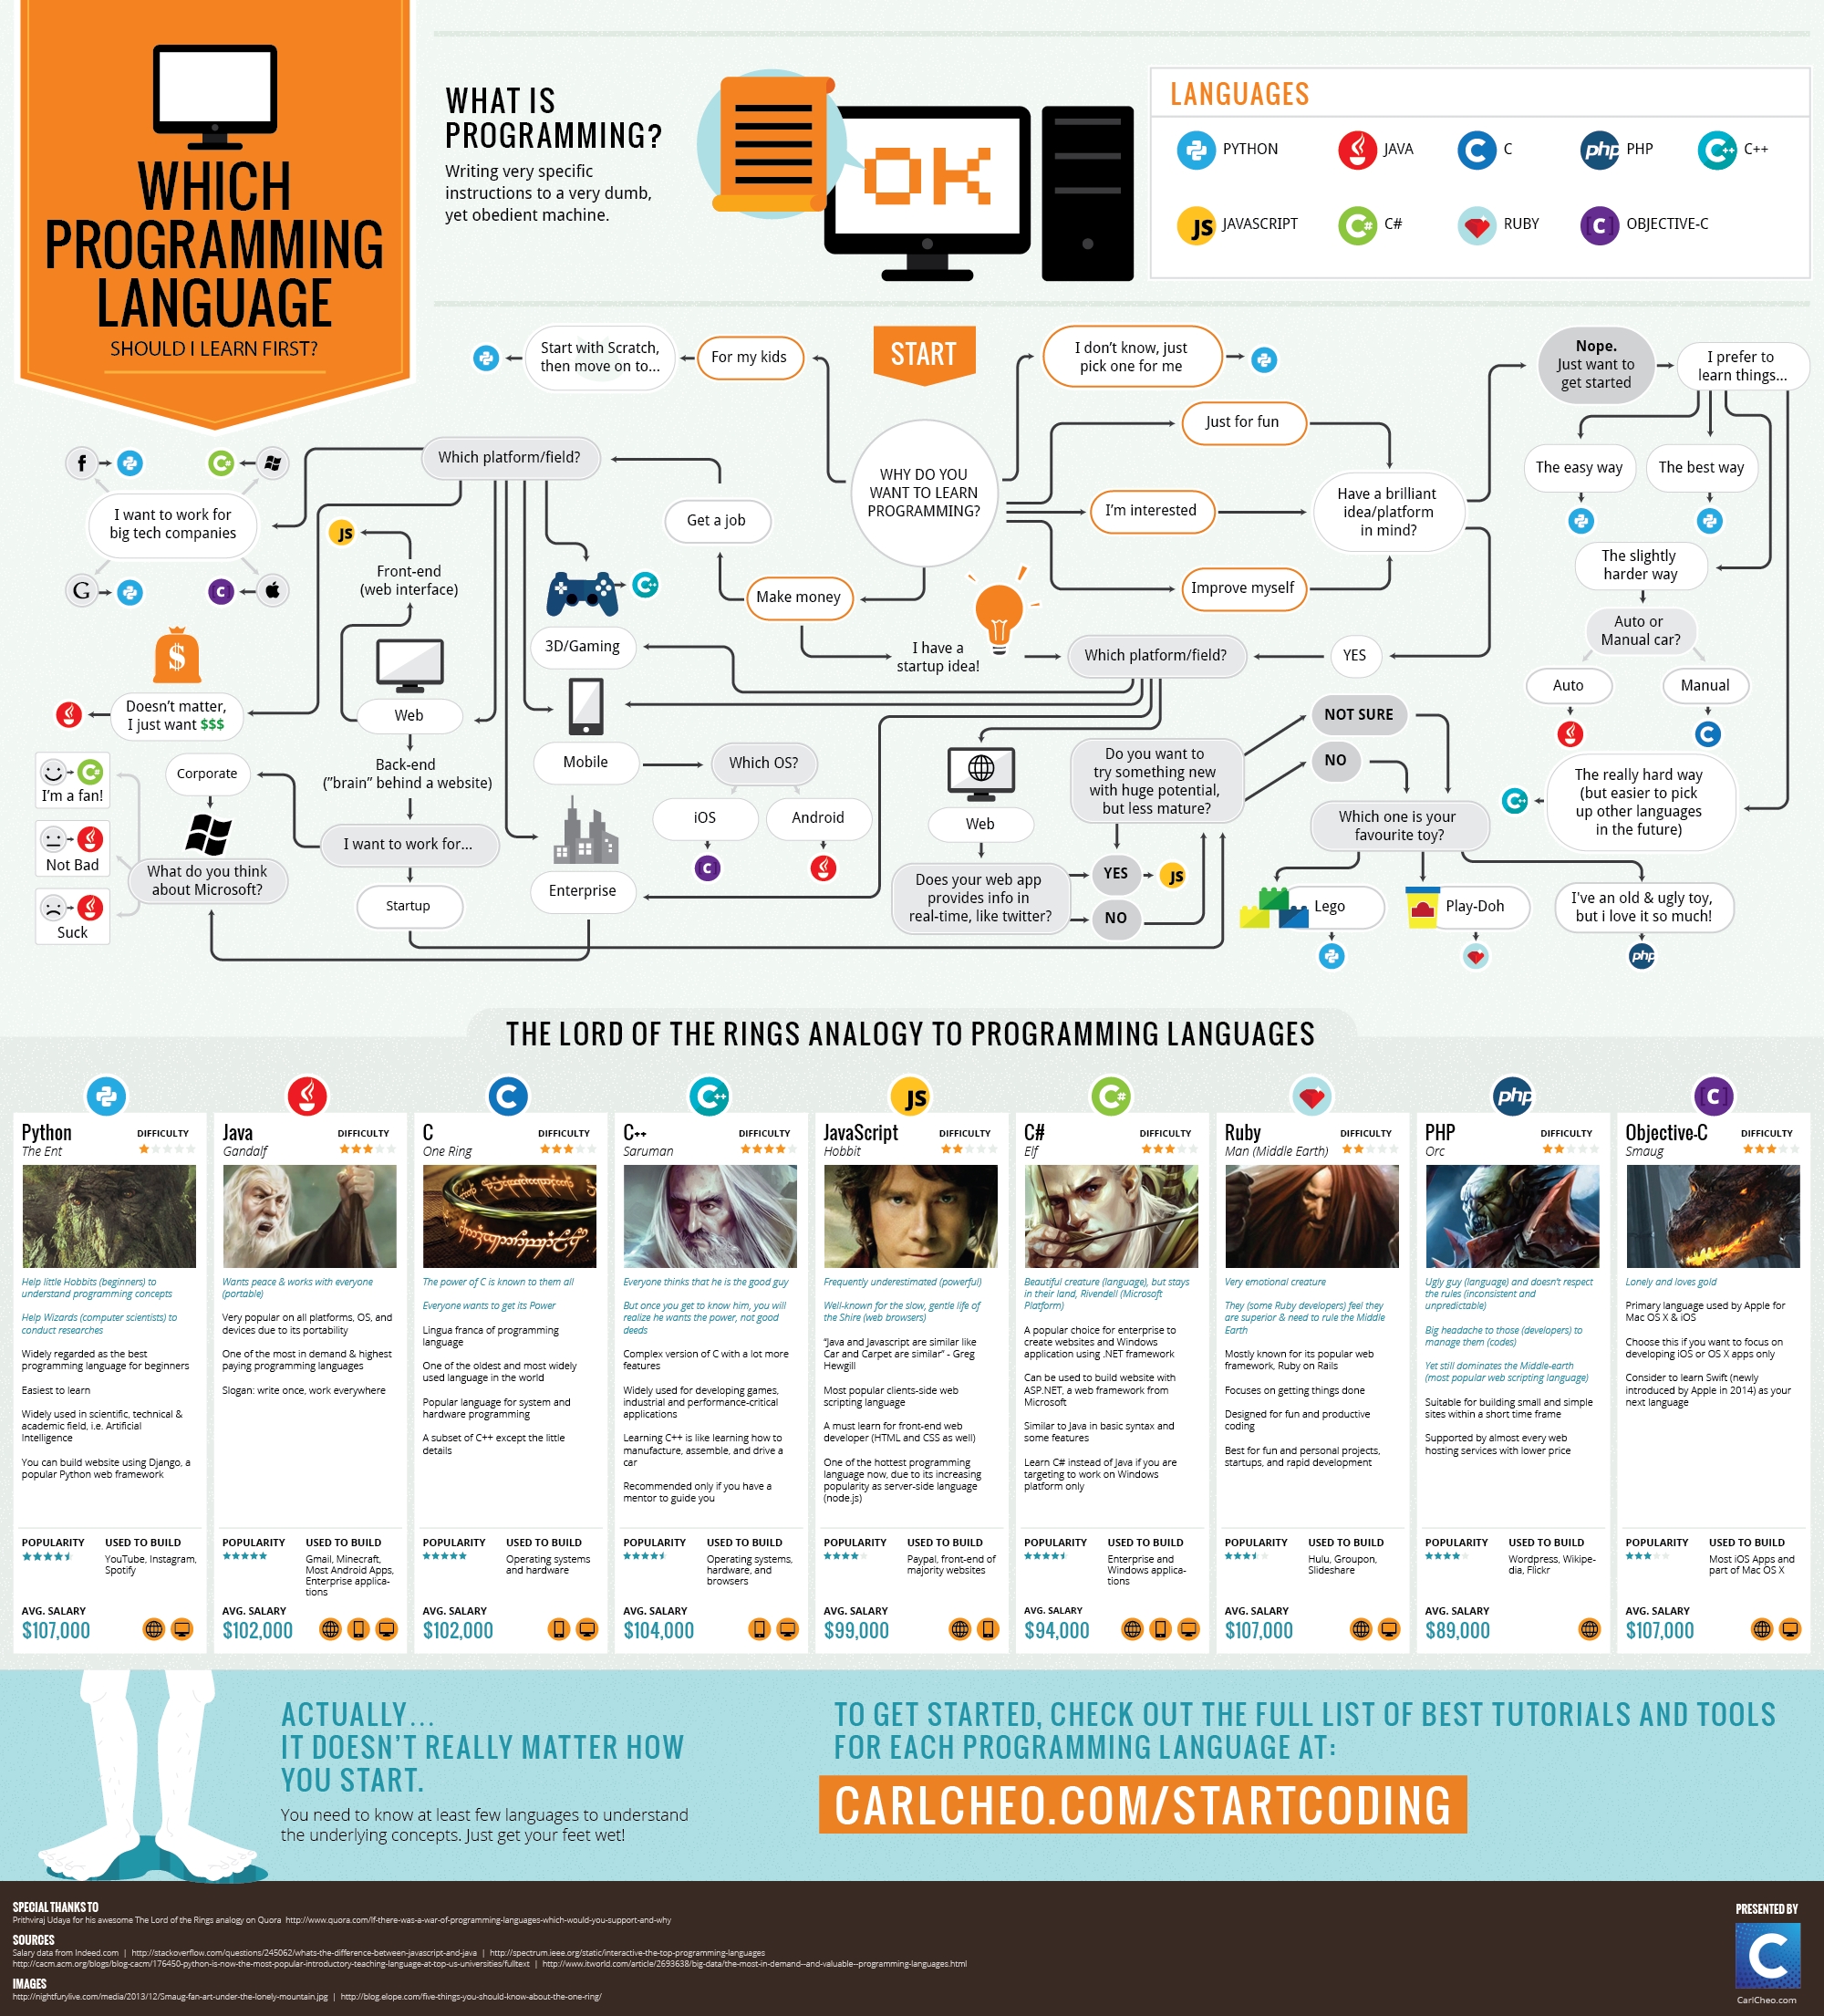 WHICH
PROGRAMMING
LANGUAGE
SHOULD I LEARN FIRST?
WHAT IS
PROGRAMMING?
Writing very specific
instructions to a very dumb,
yet obedient machine.
OK
LANGUAGES
PYTHON
JAVA
C
php PHP
C++ C++
JS JAVASCRIPT
C# C#
RUBY
[C] OBJECTIVE-C
START
WHY DO YOU
WANT TO LEARN
PROGRAMMING?
For my kids
Start with Scratch,
then move on to...
I don't know, just
pick one for me
Just for fun
I'm interested
Improve myself
Have a brilliant
idea/platform
in mind?
Nope.
Just want to
get started
I prefer to
learn things...
The easy way
The best way
The slightly
harder way
Auto or
Manual car?
Auto
Manual
C
The really hard way
(but easier to pick
up other languages
in the future)
C++
YES
Which platform/field?
I have a
startup idea!
Make money
Get a job
Which platform/field?
f
C#
I want to work for
big tech companies
G
C
$
Doesn't matter,
I just want $$$
JS
Front-end
(web interface)
Web
Back-end
("brain" behind a website)
I want to work for...
Corporate
Startup
What do you think
about Microsoft?
C#
I'm a fan!
Not Bad
Suck
C++
3D/Gaming
Mobile
Which OS?
iOS
Android
[C]
Enterprise
Web
Does your web app
provides info in
real-time, like twitter?
YES
JS
NO
Do you want to
try something new
with huge potential,
but less mature?
NOT SURE
NO
Which one is your
favourite toy?
Lego
Play-Doh
I've an old & ugly toy,
but i love it so much!
php
THE LORD OF THE RINGS ANALOGY TO PROGRAMMING LANGUAGES
Python
The Ent
DIFFICULTY
Help little Hobbits (beginners) to
understand programming concepts
Help Wizards (computer scientists) to
conduct researches
Widely regarded as the best
programming language for beginners
Easiest to learn
Widely used in scientific, technical &
academic field, i.e. Artificial
Intelligence
You can build website using Django, a
popular Python web framework
POPULARITY
USED TO BUILD
YouTube, Instagram,
Spotify
AVG. SALARY
$107,000
Java
Gandalf
DIFFICULTY
Wants peace & works with everyone
(portable)
Very popular on all platforms, OS, and
devices due to its portability
One of the most in demand & highest
paying programming languages
Slogan: write once, work everywhere
POPULARITY
USED TO BUILD
Gmail, Minecraft,
Most Android Apps,
Enterprise applica-
tions
AVG. SALARY
$102,000
C
C
One Ring
DIFFICULTY
The power of C is known to them all
Everyone wants to get its Power
Lingua franca of programming
language
One of the oldest and most widely
used language in the world
Popular language for system and
hardware programming
A subset of C++ except the little
details
POPULARITY
USED TO BUILD
Operating systems
and hardware
AVG. SALARY
$102,000
C++
C++
Saruman
DIFFICULTY
Everyone thinks that he is the good guy
But once you get to know him, you will
realize he wants the power, not good
deeds
Complex version of C with a lot more
features
Widely used for developing games,
industrial and performance-critical
applications
Learning C++ is like learning how to
manufacture, assemble, and drive a
car
Recommended only if you have a
mentor to guide you
POPULARITY
USED TO BUILD
Operating systems,
hardware, and
browsers
AVG. SALARY
$104,000
JS
JavaScript
Hobbit
DIFFICULTY
Frequently underestimated (powerful)
Well-known for the slow, gentle life of
the Shire (web browsers)
"Java and Javascript are similar like
Car and Carpet are similar" - Greg
Hewgill
Most popular clients-side web
scripting language
A must learn for front-end web
developer (HTML and CSS as well)
One of the hottest programming
language now, due to its increasing
popularity as server-side language
(node.js)
POPULARITY
USED TO BUILD
Paypal, front-end of
majority websites
AVG. SALARY
$99,000
C#
C#
Elf
DIFFICULTY
Beautiful creature (language), but stays
in their land, Rivendell (Microsoft
Platform)
A popular choice for enterprise to
create websites and Windows
application using .NET framework
Can be used to build website with
ASP.NET, a web framework from
Microsoft
Similar to Java in basic syntax and
some features
Learn C# instead of Java if you are
targeting to work on Windows
platform only
POPULARITY
USED TO BUILD
Enterprise and
Windows applica-
tions
AVG. SALARY
$94,000
Ruby
Man (Middle Earth)
DIFFICULTY
Very emotional creature
They (some Ruby developers) feel they
are superior & need to rule the Middle
Earth
Mostly known for its popular web
framework, Ruby on Rails
Focuses on getting things done
Designed for fun and productive
coding
Best for fun and personal projects,
startups, and rapid development
POPULARITY
USED TO BUILD
Hulu, Groupon,
Slideshare
AVG. SALARY
$107,000
php
PHP
Orc
DIFFICULTY
Ugly guy (language) and doesn't respect
the rules (inconsistent and
unpredictable)
Big headache to those (developers) to
manage them (codes)
Yet still dominates the Middle-earth
(most popular web scripting language)
Suitable for building small and simple
sites within a short time frame
Supported by almost every web
hosting services with lower price
POPULARITY
USED TO BUILD
Wordpress, Wikipe-
dia, Flickr
AVG. SALARY
$89,000
[C]
Objective-C
Smaug
DIFFICULTY
Lonely and loves gold
Primary language used by Apple for
Mac OS X & iOS
Choose this if you want to focus on
developing iOS or OS X apps only
Consider to learn Swift (newly
introduced by Apple in 2014) as your
next language
POPULARITY
USED TO BUILD
Most iOS Apps and
part of Mac OS X
AVG. SALARY
$107,000
ACTUALLY...
IT DOESN'T REALLY MATTER HOW
YOU START.
You need to know at least few languages to understand
the underlying concepts. Just get your feet wet!
TO GET STARTED, CHECK OUT THE FULL LIST OF BEST TUTORIALS AND TOOLS
FOR EACH PROGRAMMING LANGUAGE AT:
CARLCHEO.COM/STARTCODING
SPECIAL THANKS TO
Prithviraj Udaya for his awesome The Lord of the Rings analogy on Quora http://www.quora.com/If-there-was-a-war-of-programming-languages-which-would-you-support-and-why
SOURCES
Salary data from Indeed.com | http://stackoverflow.com/questions/245062/whats-the-difference-between-javascript-and-java | http://spectrum.ieee.org/static/interactive-the-top-programming-languages
http://cacm.acm.org/blogs/blog-cacm/176450-python-is-now-the-most-popular-introductory-teaching-language-at-top-us-universities/fulltext | http://www.itworld.com/article/2693638/big-data/the-most-in-demand--and-valuable--programming-languages.html
IMAGES
http://nightfurylive.com/media/2013/12/Smaug-fan-art-under-the-lonely-mountain.jpg | http://blog.elope.com/five-things-you-should-know-about-the-one-ring/
PRESENTED BY
C
CarlCheo.com